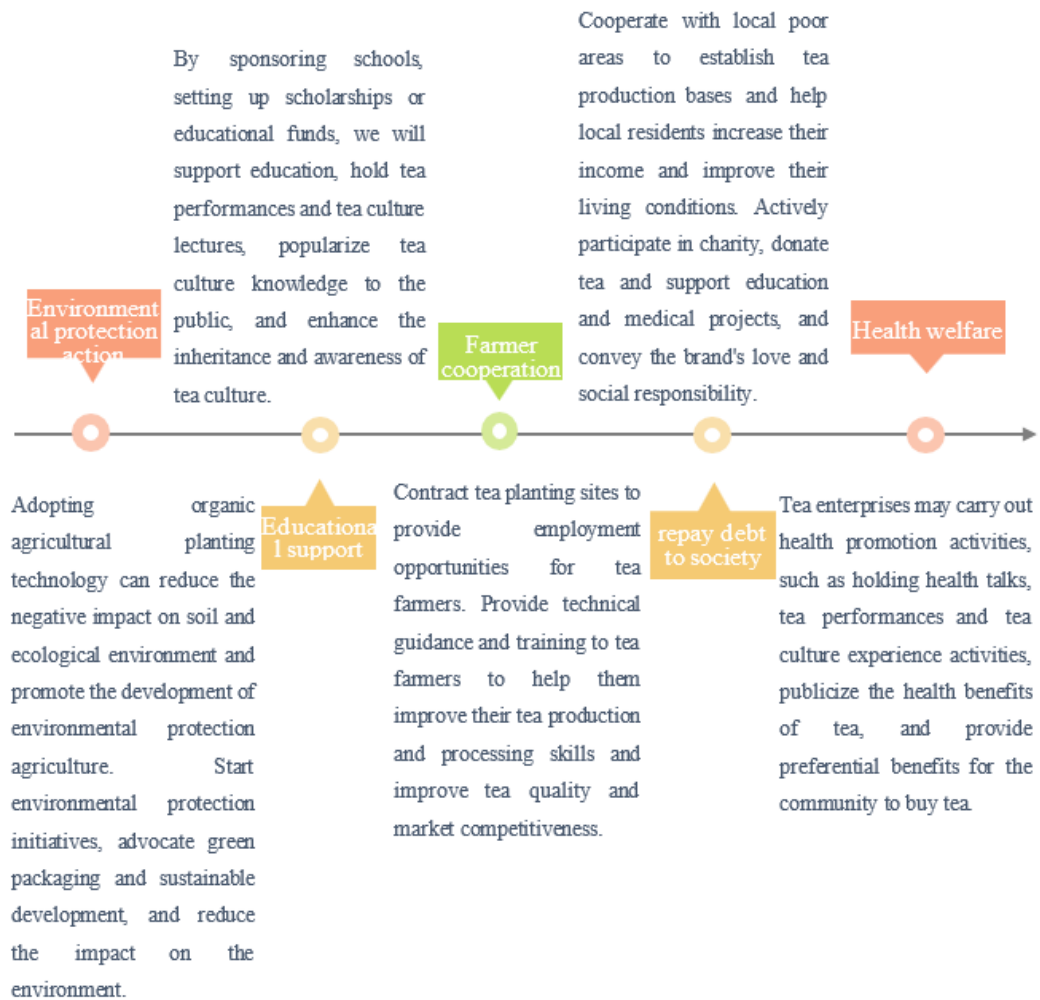 Environment
al protection
action
Adopting organic
agricultural planting
technology can reduce the
negative impact on soil and
ecological environment and
promote the development of
environmental protection
agriculture. Start
environmental protection
initiatives, advocate green
packaging and sustainable
development, and reduce
the impact on the
environment.
By sponsoring schools,
setting up scholarships or
educational funds, we will
support education, hold tea
performances and tea culture
lectures, popularize tea
culture knowledge to the
public, and enhance the
inheritance and awareness of
tea culture.
Educationa
l support
Farmer
cooperation
Contract tea planting sites to
provide employment
opportunities for tea
farmers. Provide technical
guidance and training to tea
farmers to help them
improve their tea production
and processing skills and
improve tea quality and
market competitiveness.
Cooperate with local poor
areas to establish tea
production bases and help
local residents increase their
income and improve their
living conditions. Actively
participate in charity, donate
tea and support education
and medical projects, and
convey the brand's love and
social responsibility.
repay debt
to society
Health welfare
Tea enterprises may carry out
health promotion activities,
such as holding health talks,
tea performances and tea
culture experience activities,
publicize the health benefits
of tea, and provide
preferential benefits for the
community to buy tea.